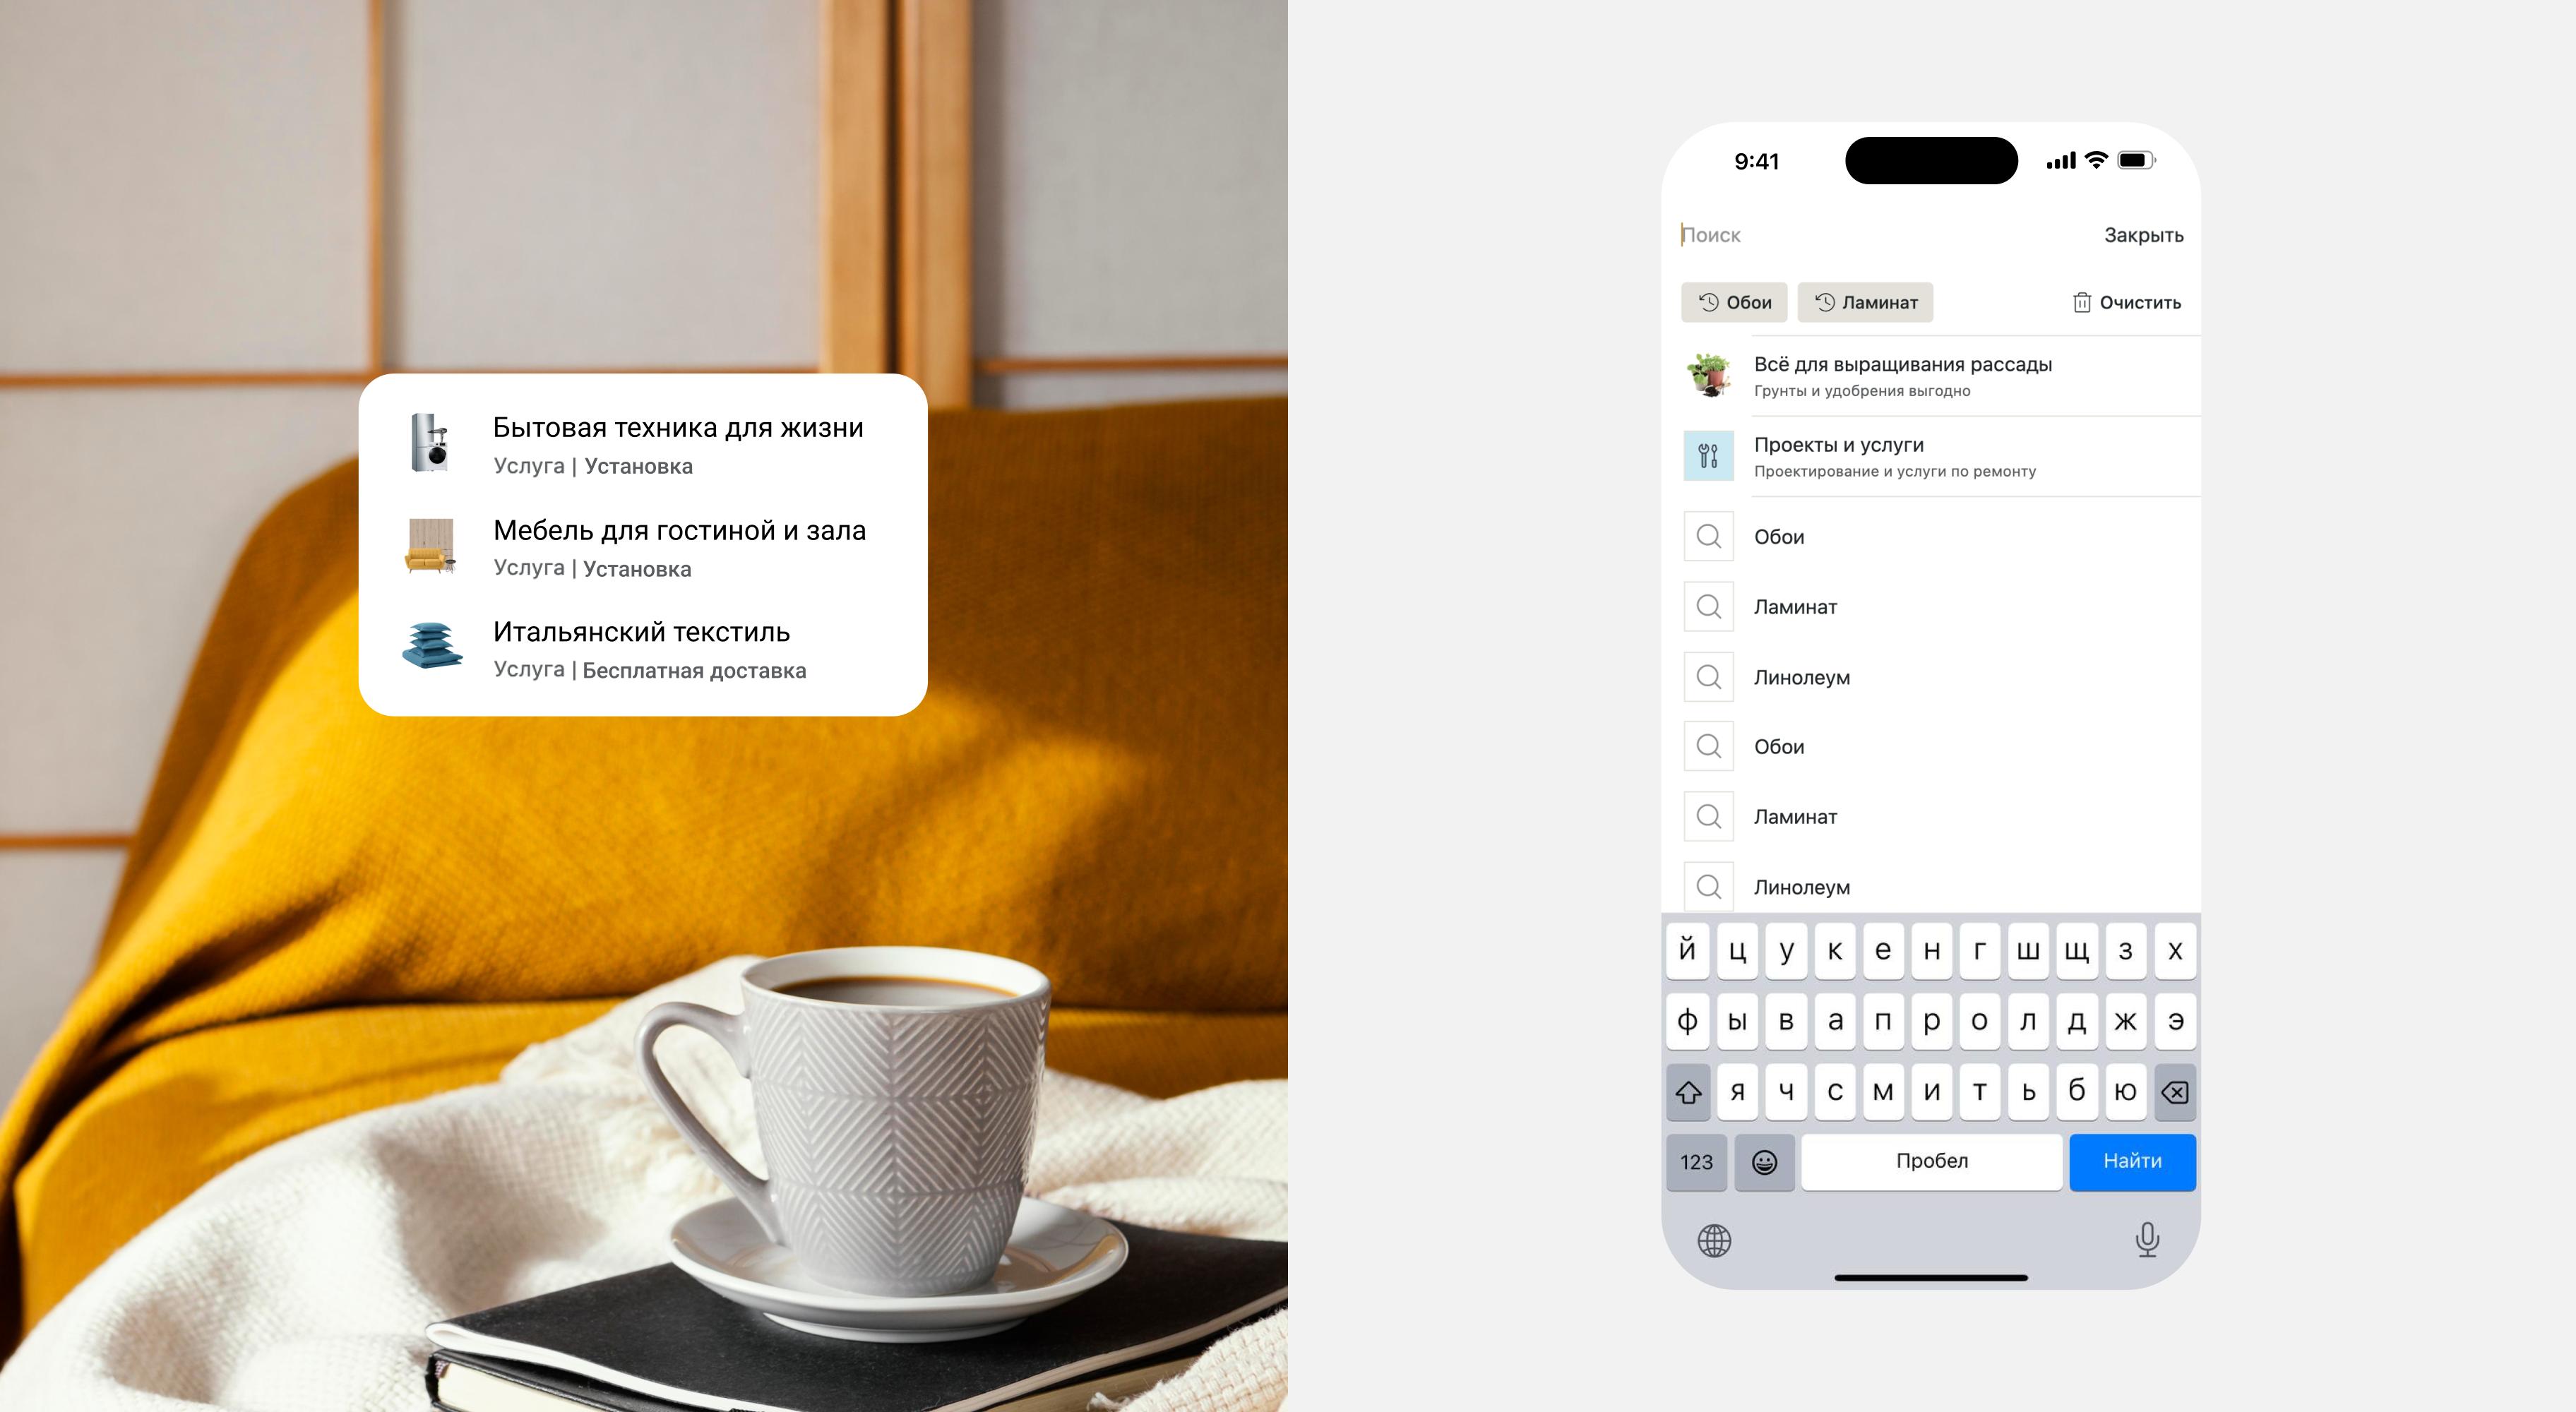 Бытовая техника для жизни
Услуга | Установка
Мебель для гостиной и зала
Услуга | Установка
Итальянский текстиль
Услуга | Бесплатная доставка
9:41
Поиск
Закрыть
Обои
Ламинат
Очистить
Всё для выращивания рассады
Грунты и удобрения выгодно
Проекты и услуги
Проектирование и услуги по ремонту
Обои
Ламинат
Линолеум
Обои
Ламинат
Линолеум
й ц у к е н г ш щ з х
ф ы в а п р о л д ж э
я ч с м и т ь б ю
123
Пробел
Найти